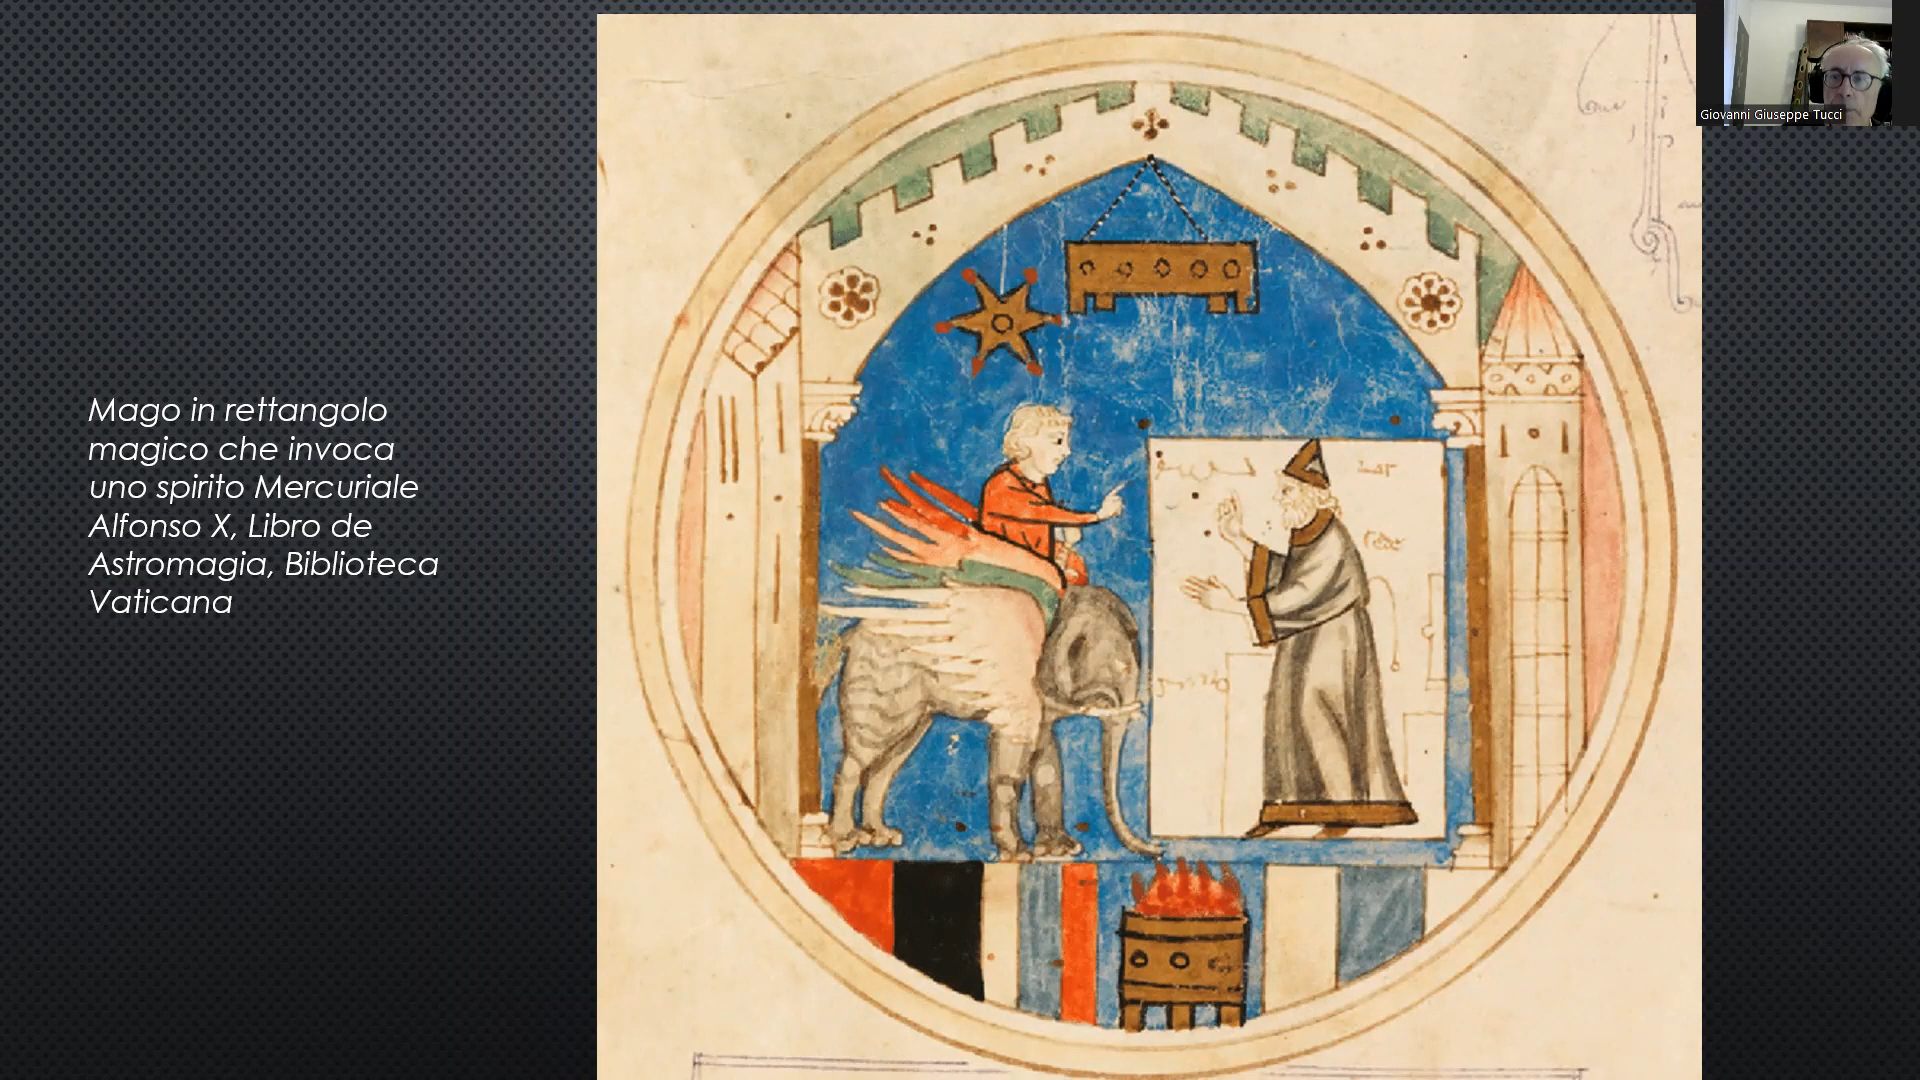 Mago in rettangolo
magico che invoca
uno spirito Mercuriale
Alfonso X, Libro de
Astromagia, Biblioteca
Vaticana
Giovanni Giuseppe Tucci